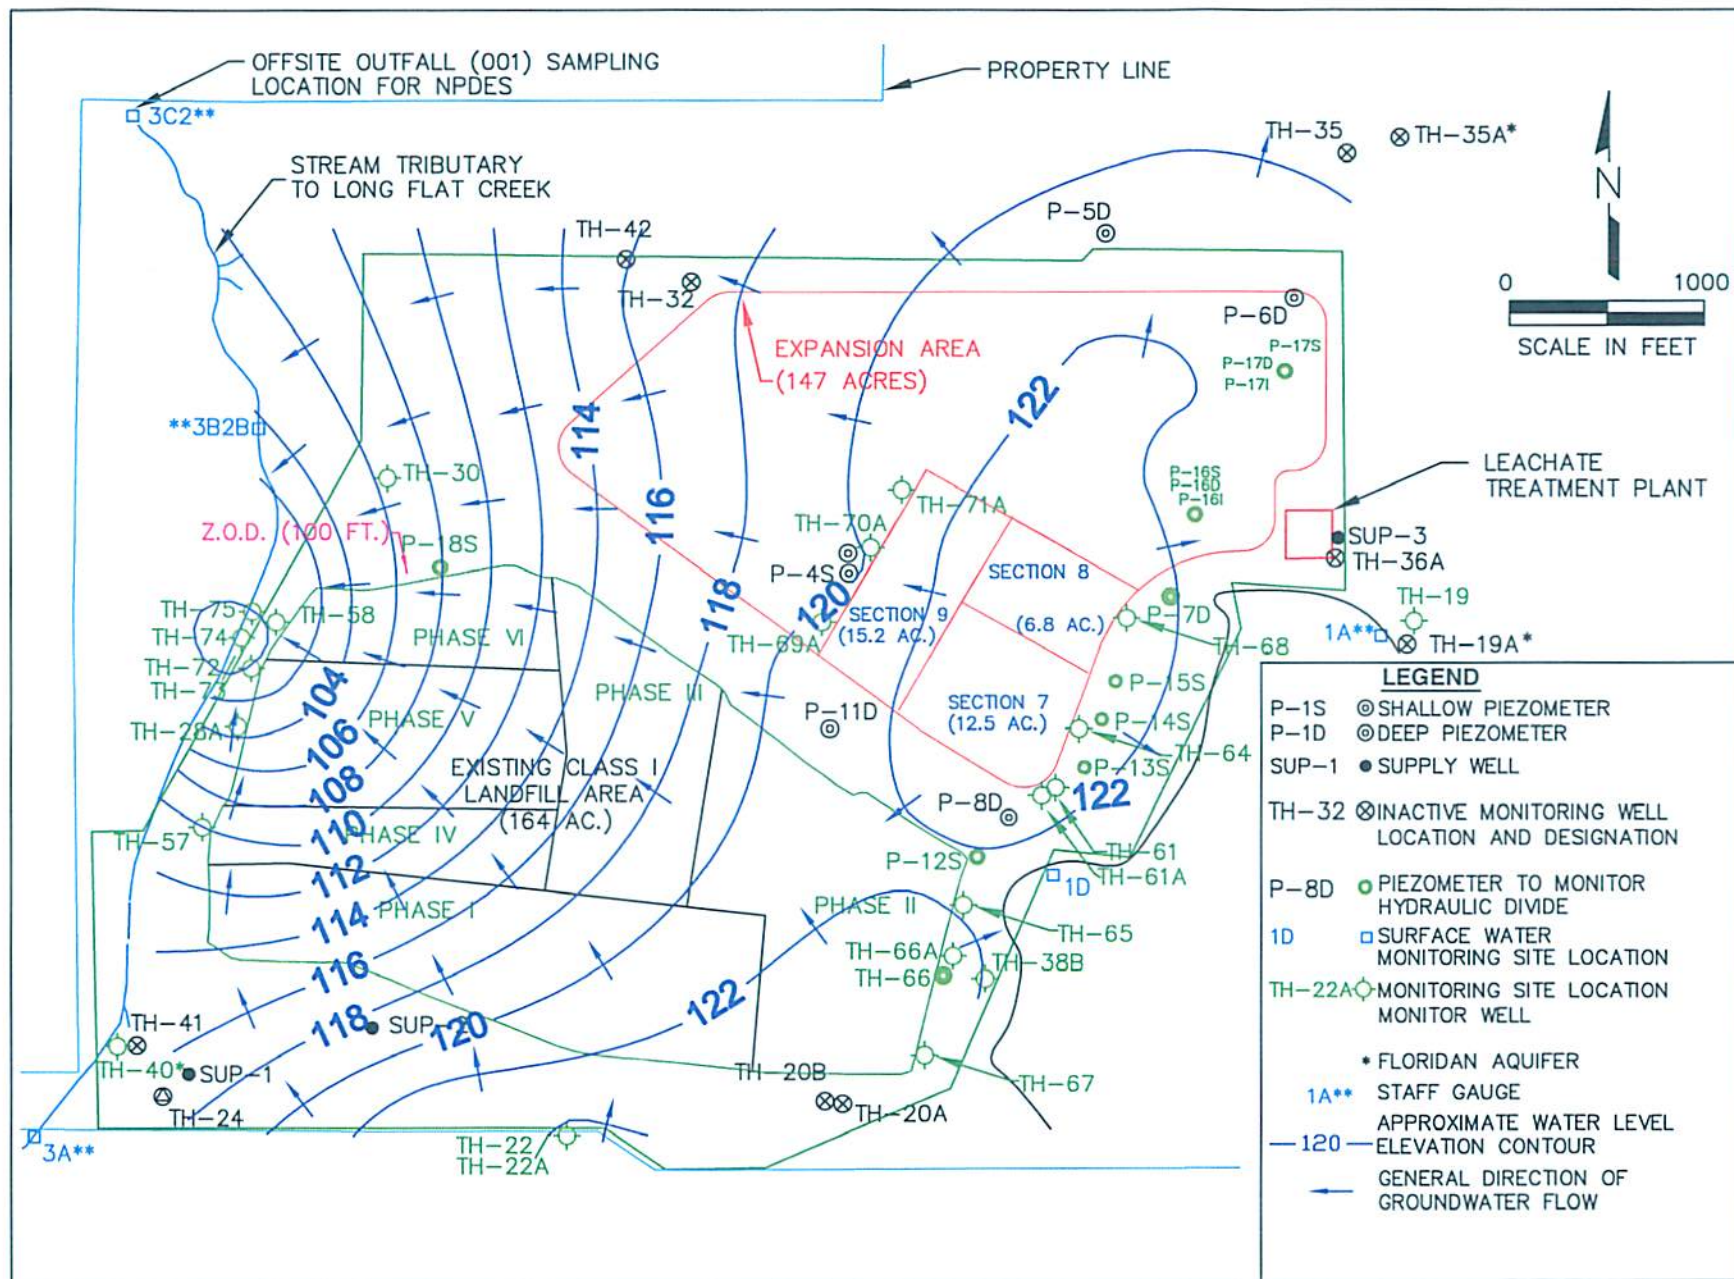 OFFSITE OUTFALL (001) SAMPLING
LOCATION FOR NPDES
PROPERTY LINE
3C2**
STREAM TRIBUTARY
TO LONG FLAT CREEK
TH-35
TH-35A*
N
P-5D
TH-42
TH-32
P-6D
0
1000
SCALE IN FEET
EXPANSION AREA
(147 ACRES)
P-17S
P-17D
P-17I
122
114
**3B2B
TH-30
LEACHATE
TREATMENT PLANT
P-16S
P-16D
P-16I
116
TH-71A
Z.O.D. (100 FT.)
P-18S
TH-70A
SUP-3
TH-36A
P-4S
SECTION 8
(6.8 AC.)
118
120
SECTION 9
(15.2 AC.)
P-7D
TH-68
TH-19
1A**
TH-19A*
TH-75
TH-58
TH-74
PHASE VI
TH-69A
TH-72
TH-73
104
PHASE III
P-15S
SECTION 7
(12.5 AC.)
PHASE V
P-11D
P-14S
TH-28A
106
TH-64
EXISTING CLASS I
LANDFILL AREA
(164 AC.)
P-13S
108
122
P-8D
110
PHASE IV
TH-57
TH-61
P-12S
TH-61A
1D
112
PHASE I
PHASE II
114
TH-65
TH-66A
TH-38B
TH-66
116
122
118
SUP-2
120
TH-41
TH-40*
SUP-1
TH-24
TH-20B
TH-20A
TH-67
TH-22
TH-22A
3A**
LEGEND
P-1S SHALLOW PIEZOMETER
P-1D DEEP PIEZOMETER
SUP-1 SUPPLY WELL
TH-32 INACTIVE MONITORING WELL
LOCATION AND DESIGNATION
P-8D PIEZOMETER TO MONITOR
HYDRAULIC DIVIDE
1D SURFACE WATER
MONITORING SITE LOCATION
TH-22A MONITORING SITE LOCATION
MONITOR WELL
* FLORIDAN AQUIFER
1A** STAFF GAUGE
APPROXIMATE WATER LEVEL
120 ELEVATION CONTOUR
GENERAL DIRECTION OF
GROUNDWATER FLOW